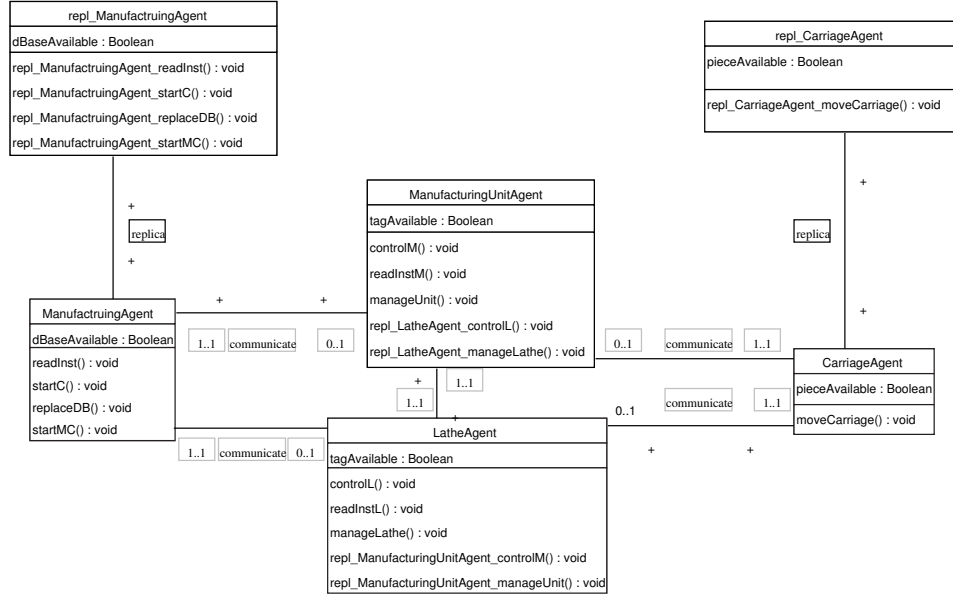 repl_ManufactruingAgent
dBaseAvailable : Boolean
repl_ManufactruingAgent_readInst() : void
repl_ManufactruingAgent_startC() : void
repl_ManufactruingAgent_replaceDB() : void
repl_ManufactruingAgent_startMC() : void
repl_CarriageAgent
pieceAvailable : Boolean
repl_CarriageAgent_moveCarriage() : void
+
replica
+
+
replica
+
ManufacturingUnitAgent
tagAvailable : Boolean
controlM() : void
readInstM() : void
manageUnit() : void
repl_LatheAgent_controlL() : void
repl_LatheAgent_manageLathe() : void
ManufactruingAgent
dBaseAvailable : Boolean
readInst() : void
startC() : void
replaceDB() : void
startMC() : void
+ +
1..1 communicate 0..1
0..1 communicate 1..1
CarriageAgent
pieceAvailable : Boolean
moveCarriage() : void
+ 1..1
1..1
+
0..1 communicate 1..1
+ +
1..1 communicate 0..1
LatheAgent
tagAvailable : Boolean
controlL() : void
readInstL() : void
manageLathe() : void
repl_ManufacturingUnitAgent_controlM() : void
repl_ManufacturingUnitAgent_manageUnit() : void